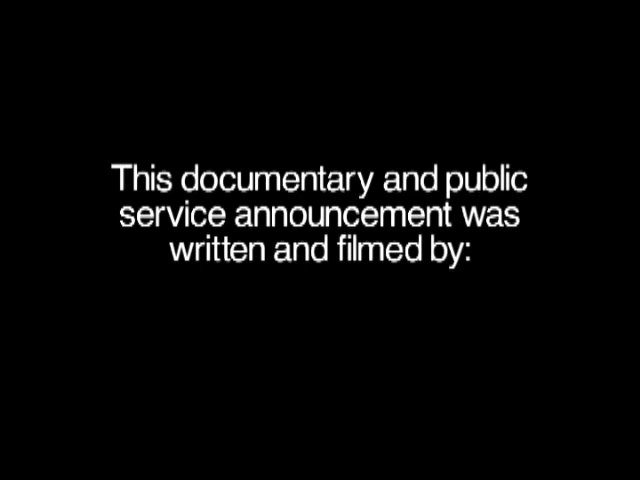 This documentary and public
service announcement was
written and filmed by: